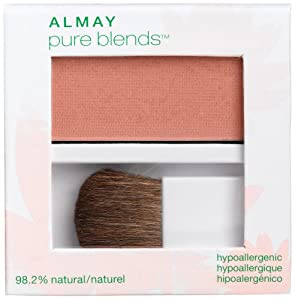 ALMAY
pure blends™
hypoallergenic
hypoallergique
hipoalergénico
98.2% natural/naturel